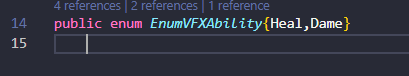 4 references | 2 references | 1 reference
14 public enum EnumVFXAbility{Heal,Dame}
15